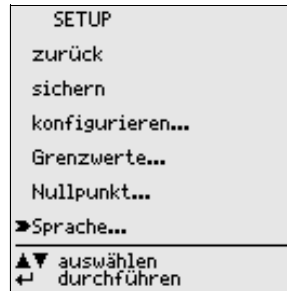 SETUP
zurück
sichern
konfigurieren...
Grenzwerte...
Nullpunkt...
➤Sprache...
▲▼ auswählen
↵ durchführen